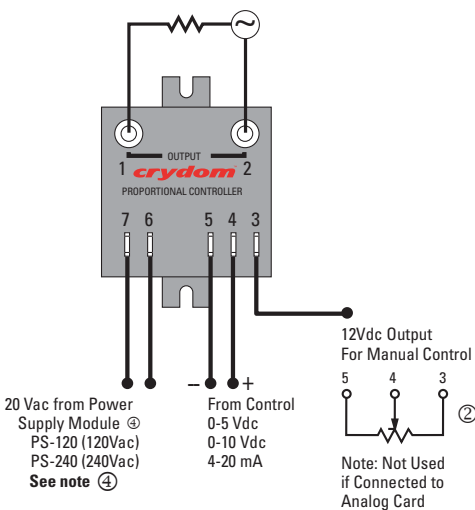 ~
OUTPUT
1 crydom 2
PROPORTIONAL CONTROLLER
7 6 5 4 3
– +
20 Vac from Power
Supply Module ④
PS-120 (120Vac)
PS-240 (240Vac)
See note ④
From Control
0-5 Vdc
0-10 Vdc
4-20 mA
12Vdc Output
For Manual Control
5 4 3
②
Note: Not Used
if Connected to
Analog Card